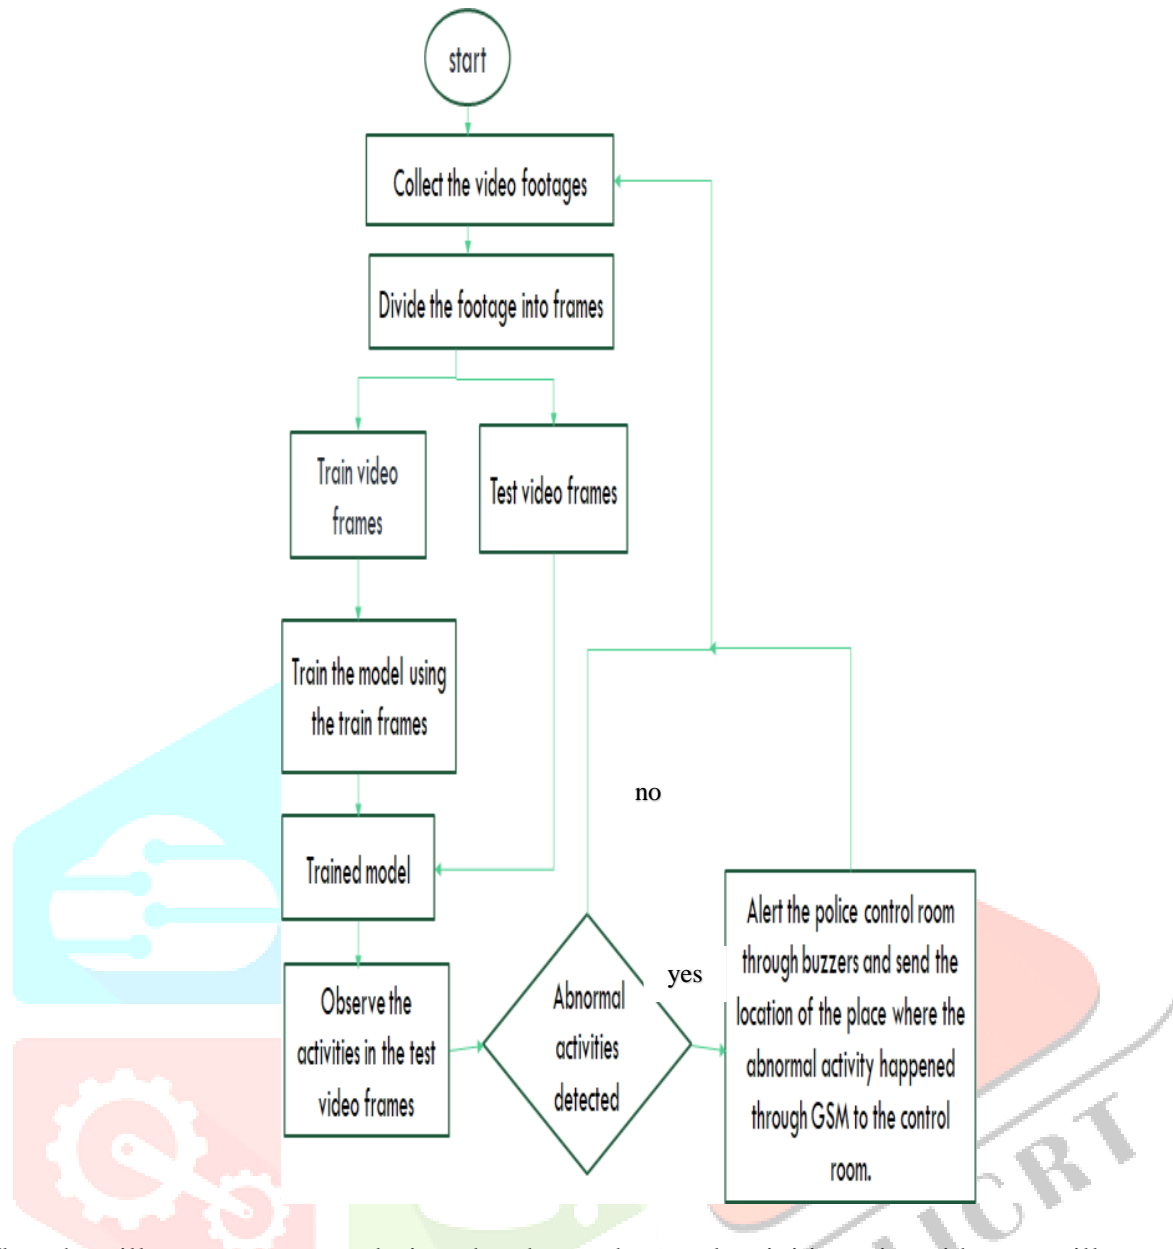 start
Collect the video footages
Divide the footage into frames
Train video
frames
Test video frames
Train the model using
the train frames
no
Trained model
Observe the
activities in the test
video frames
Abnormal
activities
detected
yes
Alert the police control room
through buzzers and send the
location of the place where the
abnormal activity happened
through GSM to the control
room.
IJCRT